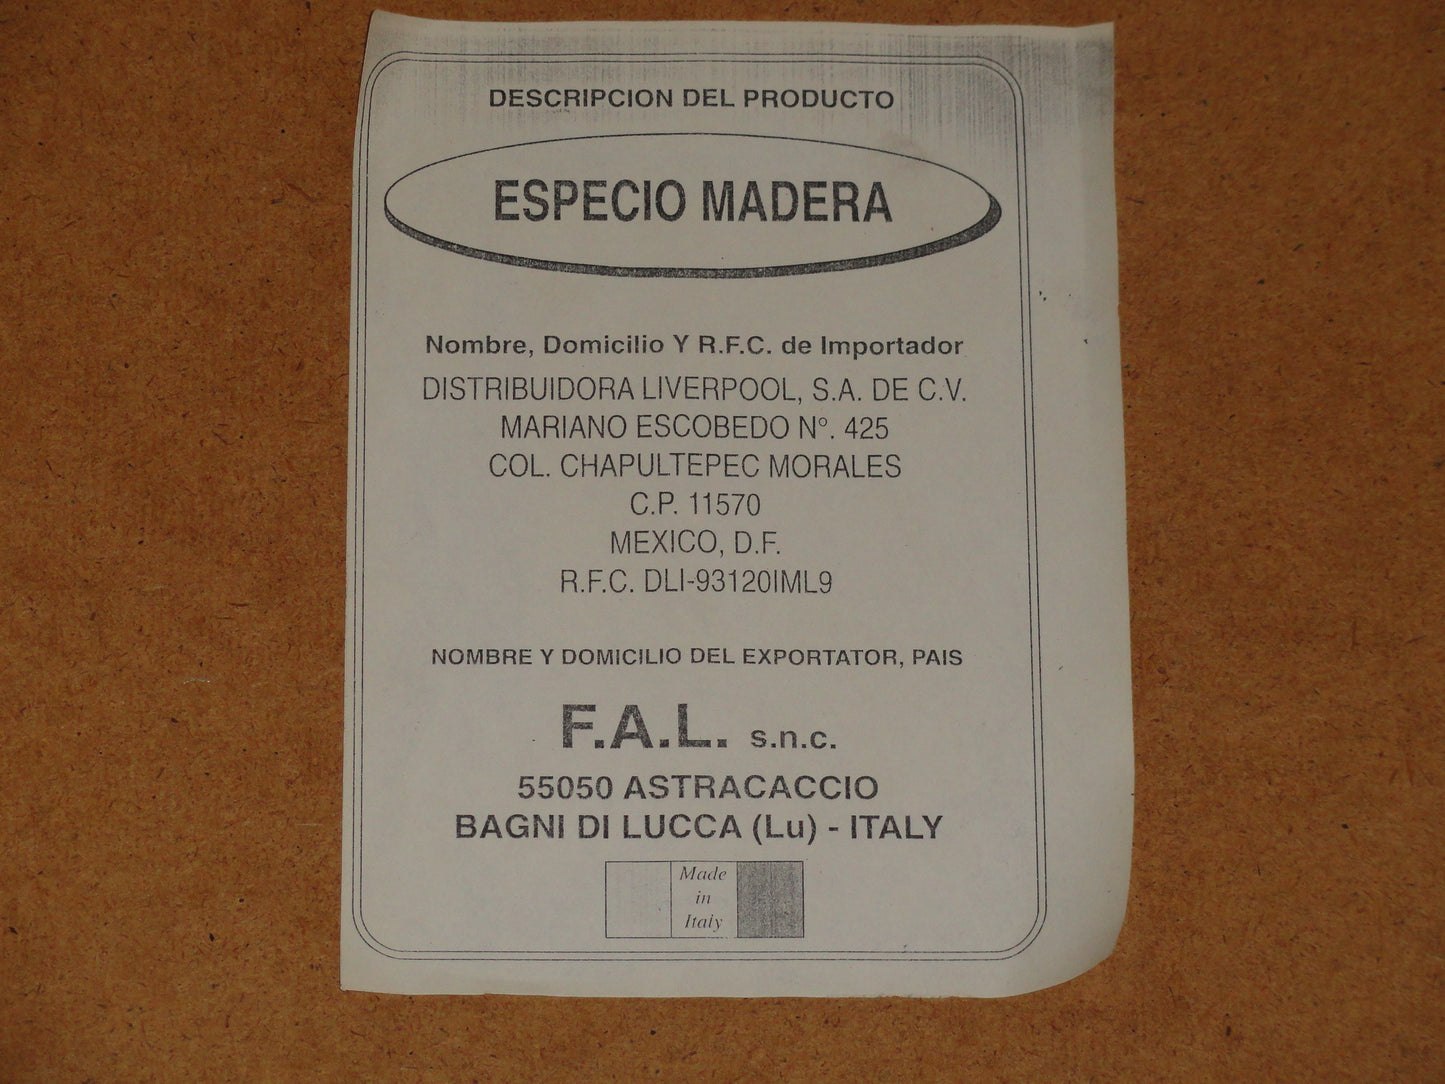 DESCRIPCION DEL PRODUCTO
ESPECIO MADERA
Nombre, Domicilio Y R.F.C. de Importador
DISTRIBUIDORA LIVERPOOL, S.A. DE C.V.
MARIANO ESCOBEDO N°. 425
COL. CHAPULTEPEC MORALES
C.P. 11570
MEXICO, D.F.
R.F.C. DLI-93120IML9
NOMBRE Y DOMICILIO DEL EXPORTATOR, PAIS
F.A.L. s.n.c.
55050 ASTRACACCIO
BAGNI DI LUCCA (Lu) - ITALY
Made
in
Italy